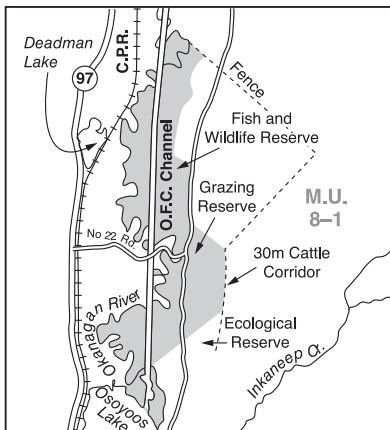 Deadman
Lake
97
C.P.R.
O.F.C. Channel
Fence
Fish and
Wildlife Reserve
Grazing
Reserve
M.U.
8–1
No 22 Rd.
30m Cattle
Corridor
Okanagan River
Ecological
Reserve
Inkaneep Cr.
Osoyoos
Lake